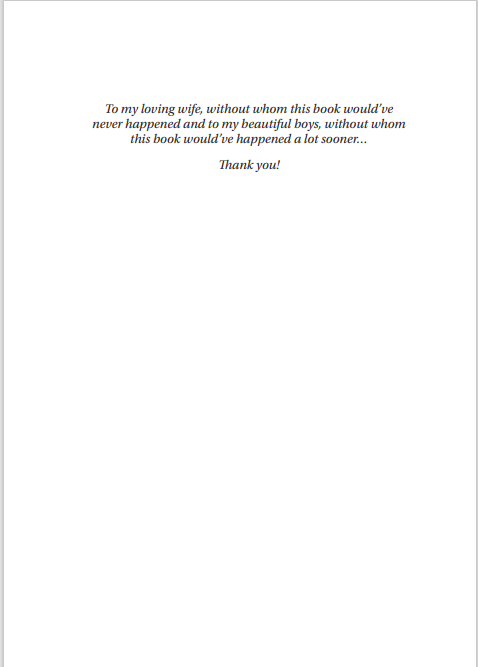 To my loving wife, without whom this book would've
never happened and to my beautiful boys, without whom
this book would've happened a lot sooner…
Thank you!